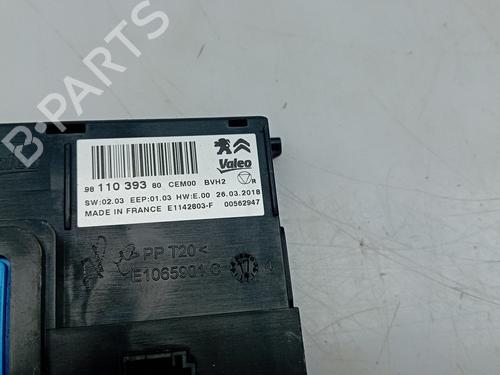 B-PARTS
Valeo
98 110 393 80 CEM00 BVH2 R
SW:02.03 EEP:01.03 HW:E.00 26.03.2018
MADE IN FRANCE E1142803-F 00562947
PP T20<
E1065901 C